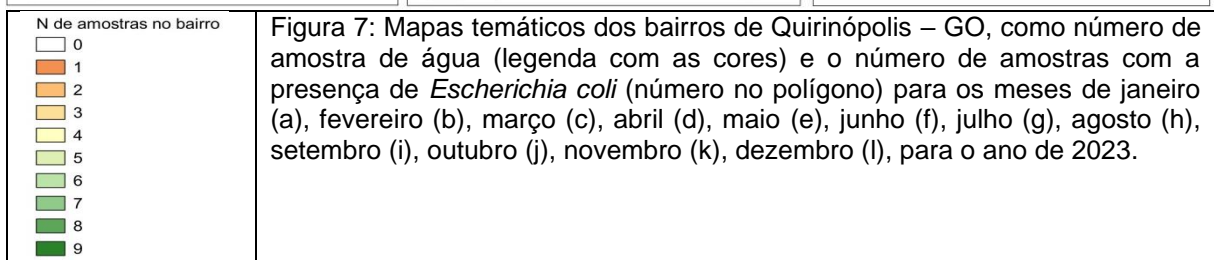 N de amostras no bairro
0
1
2
3
4
5
6
7
8
9
Figura 7: Mapas temáticos dos bairros de Quirinópolis – GO, como número de
amostra de água (legenda com as cores) e o número de amostras com a
presença de Escherichia coli (número no polígono) para os meses de janeiro
(a), fevereiro (b), março (c), abril (d), maio (e), junho (f), julho (g), agosto (h),
setembro (i), outubro (j), novembro (k), dezembro (l), para o ano de 2023.